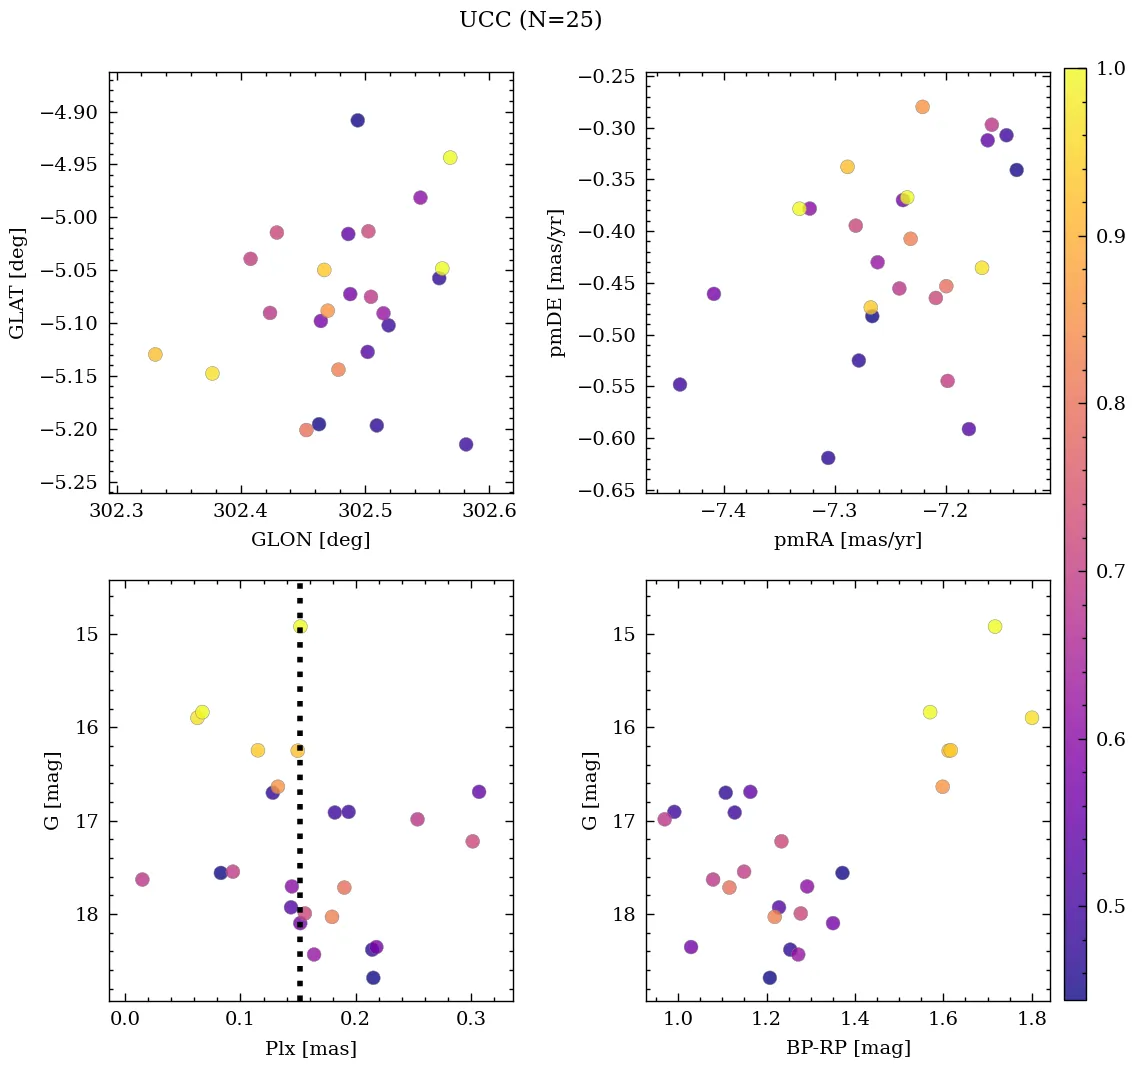 UCC (N=25)
−4.90
−4.95
−5.00
−5.05
−5.10
−5.15
−5.20
−5.25
GLAT [deg]
302.3 302.4 302.5 302.6
GLON [deg]
−0.25
−0.30
−0.35
−0.40
−0.45
−0.50
−0.55
−0.60
−0.65
pmDE [mas/yr]
−7.4 −7.3 −7.2
pmRA [mas/yr]
15
16
17
18
G [mag]
0.0 0.1 0.2 0.3
Plx [mas]
15
16
17
18
G [mag]
1.0 1.2 1.4 1.6 1.8
BP-RP [mag]
1.0
0.9
0.8
0.7
0.6
0.5